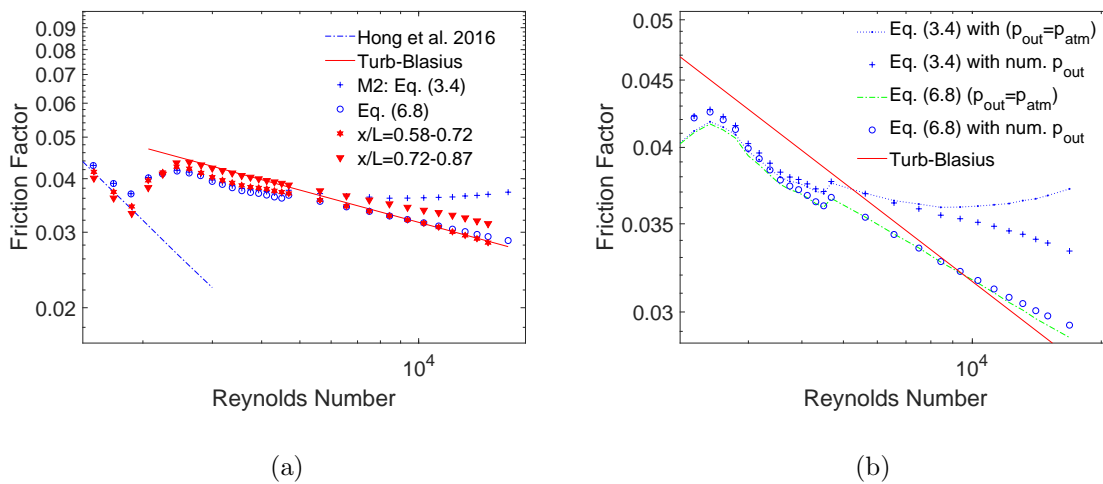 0.09
0.08
0.07
0.06
0.05
0.04
0.03
0.02
Friction Factor
10^4
Reynolds Number
Hong et al. 2016
Turb-Blasius
M2: Eq. (3.4)
Eq. (6.8)
x/L=0.58-0.72
x/L=0.72-0.87
(a)
0.05
0.045
0.04
0.035
0.03
Friction Factor
10^4
Reynolds Number
Eq. (3.4) with (p_out=p_atm)
Eq. (3.4) with num. p_out
Eq. (6.8) (p_out=p_atm)
Eq. (6.8) with num. p_out
Turb-Blasius
(b)